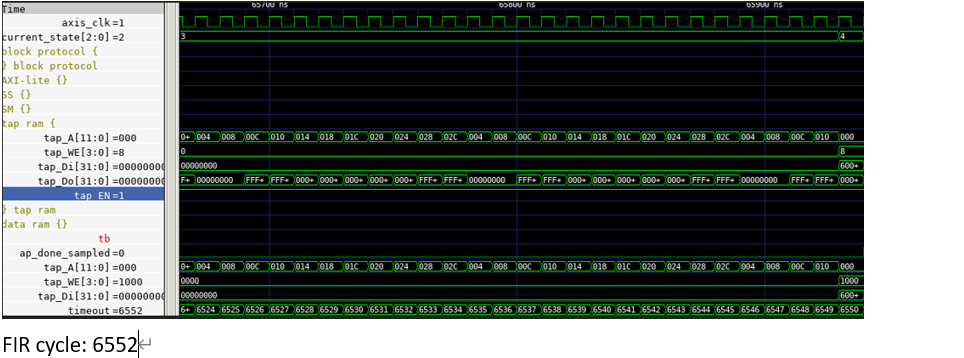 Time 65700 ns 65800 ns 65900 ns
axis_clk=1
current_state[2:0]=2 3 4
block protocol {
} block protocol
AXI-lite {}
SS {}
SM {}
tap ram {
tap_A[11:0]=000 0+ 004 008 00C 010 014 018 01C 020 024 028 02C 004 008 00C 010 014 018 01C 020 024 028 02C 004 008 00C 010 000
tap_WE[3:0]=8 0 8
tap_Di[31:0]=00000000 00000000 600+
tap_Do[31:0]=00000000 F+ 00000000 FFF+ FFF+ 000+ 000+ 000+ 000+ 000+ FFF+ FFF+ 00000000 FFF+ FFF+ 000+ 000+ 000+ 000+ 000+ FFF+ FFF+ 00000000 FFF+ FFF+ 000+
tap_EN=1
} tap ram
data ram {}
tb
ap_done_sampled=0
tap_A[11:0]=000 0+ 004 008 00C 010 014 018 01C 020 024 028 02C 004 008 00C 010 014 018 01C 020 024 028 02C 004 008 00C 010 000
tap_WE[3:0]=1000 0000 1000
tap_Di[31:0]=00000000 00000000 600+
timeout=6552 6+ 6524 6525 6526 6527 6528 6529 6530 6531 6532 6533 6534 6535 6536 6537 6538 6539 6540 6541 6542 6543 6544 6545 6546 6547 6548 6549 6550
FIR cycle: 6552